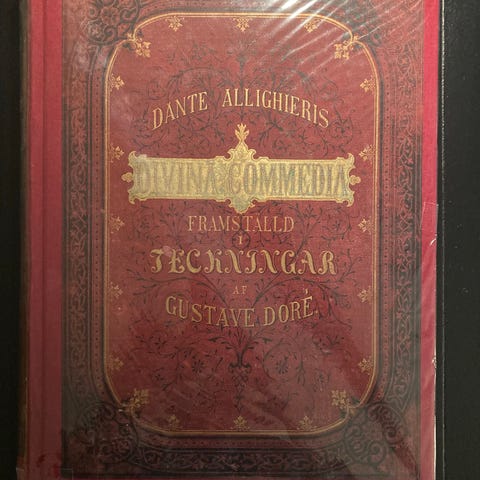 DANTE ALLIGHIERIS
DIVINA COMMEDIA
FRAMSTÄLLD
I
TECKNINGAR
AF
GUSTAVE DORÉ.